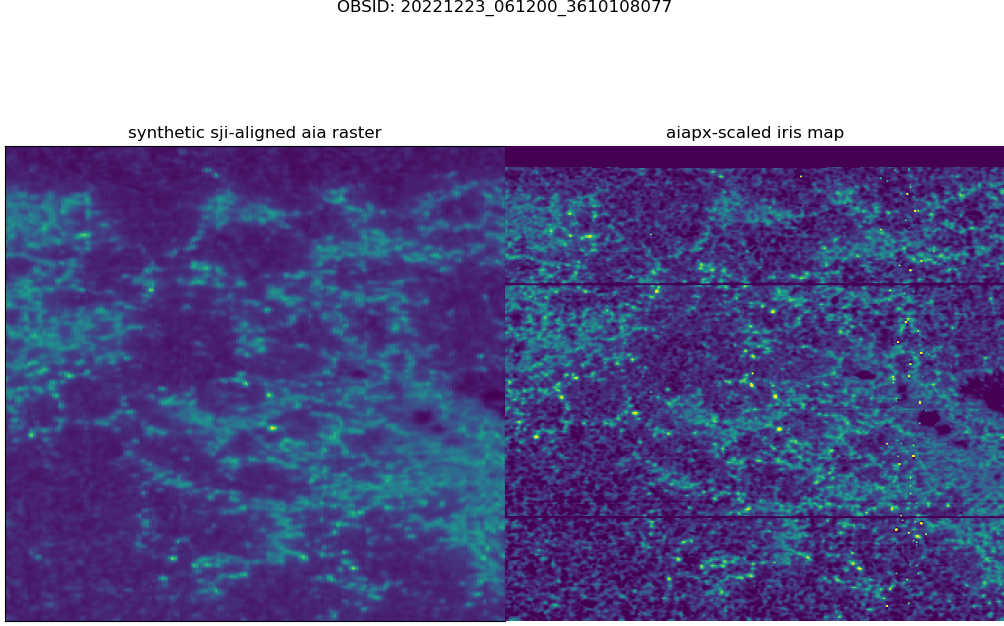 OBSID: 20221223_061200_3610108077
synthetic sji-aligned aia raster
aiapx-scaled iris map